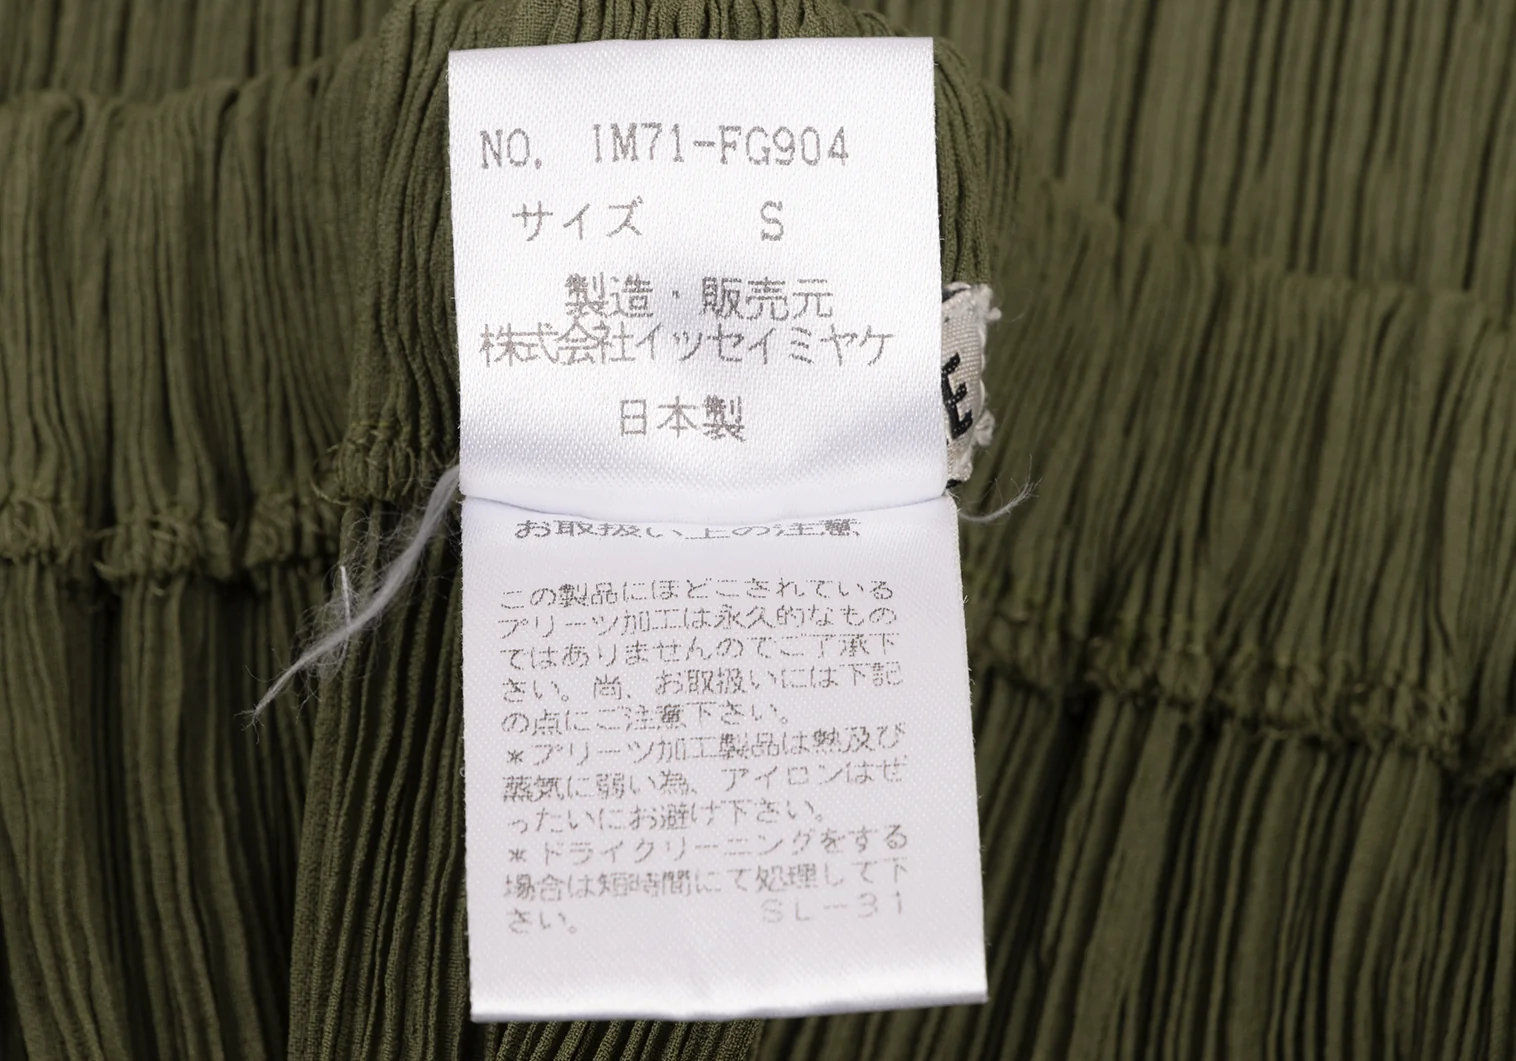 NO. IM71-FG904
サイズ S
製造・販売元
株式会社イッセイミヤケ
日本製
E
お取扱い上の注意
この製品にほどこされている
プリーツ加工は永久的なもの
ではありませんのでご了承下
さい。尚、お取扱いには下記
の点にご注意下さい。
*プリーツ加工製品は熱及び
蒸気に弱い為、アイロンはぜ
ったいにお避け下さい。
*ドライクリーニングをする
場合は短時間にて処理して下
さい。 SL-31